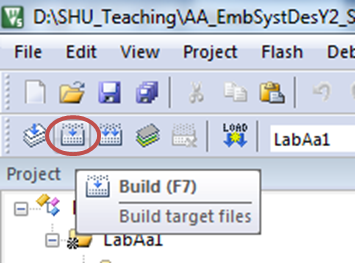 D:\SHU_Teaching\AA_EmbSystDesY2_S
File Edit View Project Flash Deb
LOAD LabAa1
Project
Build (F7)
Build target files
LabAa1